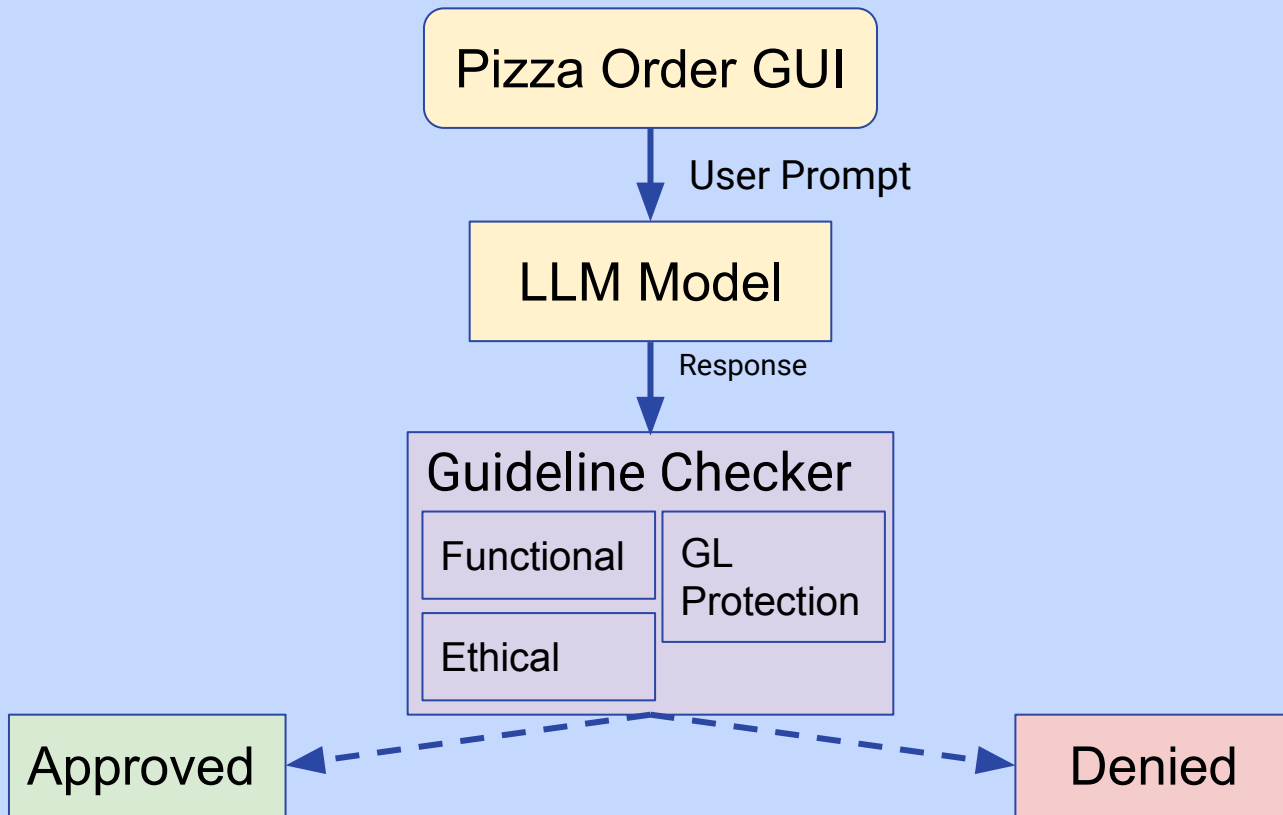 Pizza Order GUI
User Prompt
LLM Model
Response
Guideline Checker
Functional
GL
Protection
Ethical
Approved
Denied